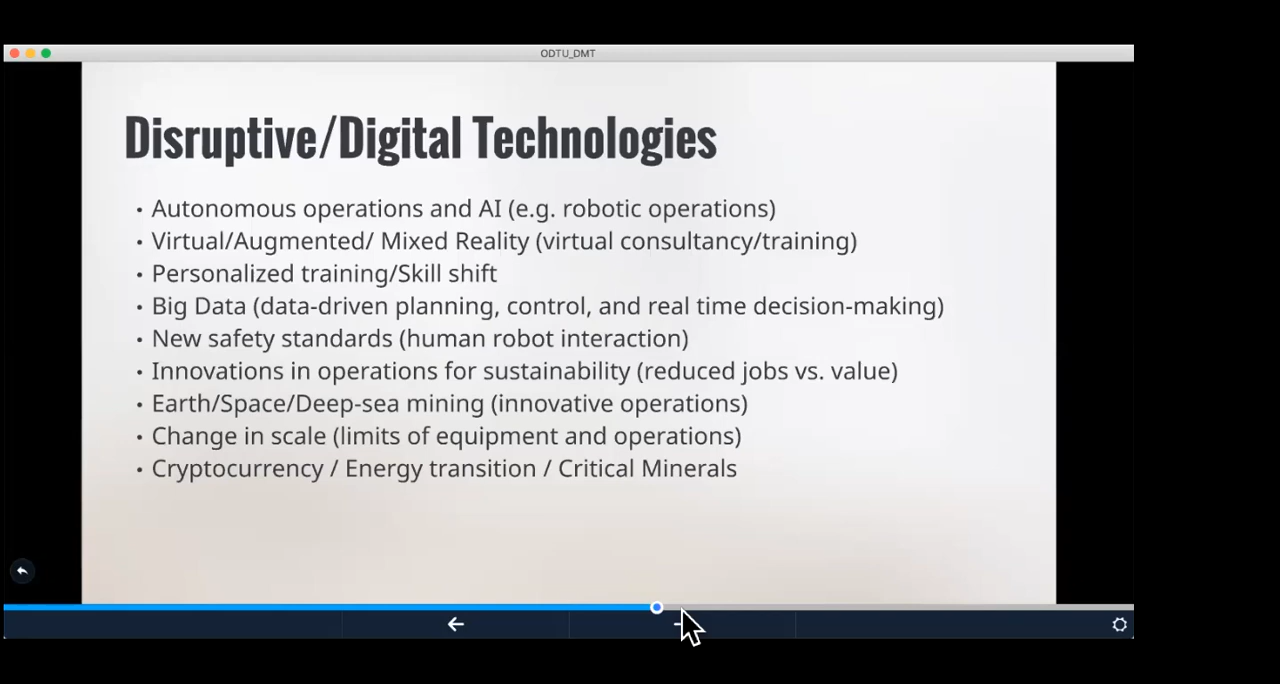 ODTU_DMT
Disruptive/Digital Technologies
• Autonomous operations and AI (e.g. robotic operations)
• Virtual/Augmented/ Mixed Reality (virtual consultancy/training)
• Personalized training/Skill shift
• Big Data (data-driven planning, control, and real time decision-making)
• New safety standards (human robot interaction)
• Innovations in operations for sustainability (reduced jobs vs. value)
• Earth/Space/Deep-sea mining (innovative operations)
• Change in scale (limits of equipment and operations)
• Cryptocurrency / Energy transition / Critical Minerals